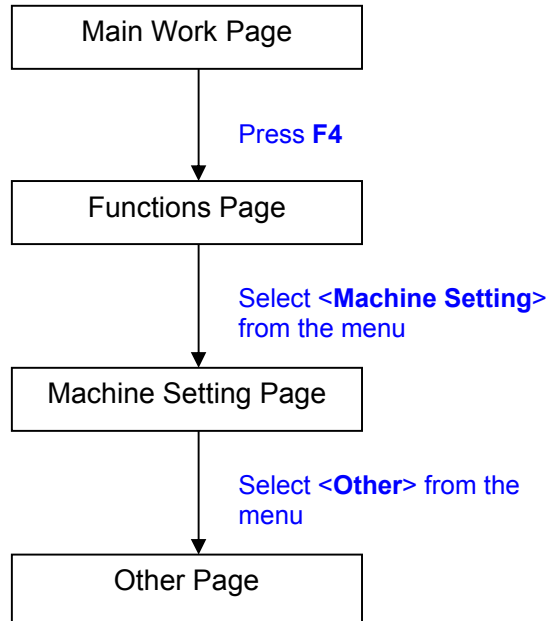 Main Work Page
Press F4
Functions Page
Select <Machine Setting>
from the menu
Machine Setting Page
Select <Other> from the
menu
Other Page